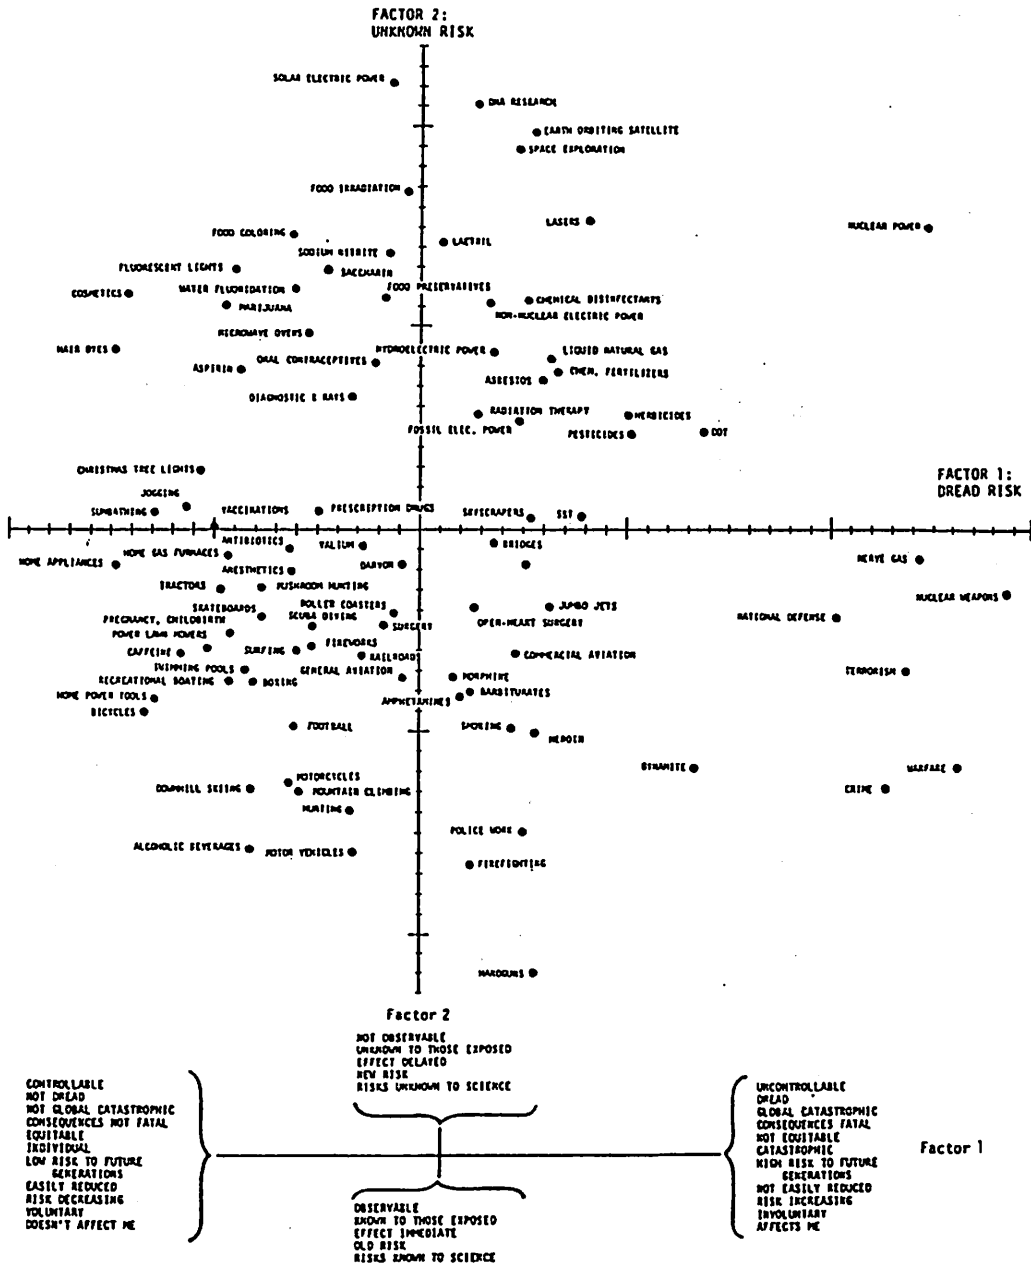 FACTOR 2:
UNKNOWN RISK
SOLAR ELECTRIC POWER
DNA RESEARCH
EARTH ORBITING SATELLITE
SPACE EXPLORATION
FOOD IRRADIATION
LASERS
NUCLEAR POWER
FOOD COLORING
LAETRIL
SODIUM NITRITE
FLUORESCENT LIGHTS
SACCHARIN
WATER FLUORIDATION
FOOD PRESERVATIVES
COSMETICS
CHEMICAL DISINFECTANTS
MARIJUANA
NON-NUCLEAR ELECTRIC POWER
MICROWAVE OVENS
HAIR DYES
HYDROELECTRIC POWER
LIQUID NATURAL GAS
ORAL CONTRACEPTIVES
ASPIRIN
CHEM. FERTILIZERS
ASBESTOS
DIAGNOSTIC X RAYS
RADIATION THERAPY
HERBICIDES
FOSSIL ELEC. POWER
PESTICIDES
DDT
CHRISTMAS TREE LIGHTS
FACTOR 1:
DREAD RISK
JOGGING
SUNBATHING
VACCINATIONS
PRESCRIPTION DRUGS
SKYSCRAPERS
SST
ANTIBIOTICS
VALIUM
BRIDGES
HOME GAS FURNACES
HOME APPLIANCES
DARVON
NERVE GAS
ANESTHETICS
TRACTORS
MUSHROOM HUNTING
NUCLEAR WEAPONS
SKATEBOARDS
ROLLER COASTERS
JUMBO JETS
PREGNANCY, CHILDBIRTH
SCUBA DIVING
SURGERY
OPEN-HEART SURGERY
NATIONAL DEFENSE
POWER LAWN MOWERS
CAFFEINE
SURFING
FIREWORKS
RAILROADS
COMMERCIAL AVIATION
SWIMMING POOLS
GENERAL AVIATION
MORPHINE
TERRORISM
RECREATIONAL BOATING
BOXING
BARBITURATES
HOME POWER TOOLS
AMPHETAMINES
BICYCLES
FOOTBALL
SMOKING
HEROIN
DYNAMITE
WARFARE
MOTORCYCLES
DOWNHILL SKIING
MOUNTAIN CLIMBING
CRIME
HUNTING
POLICE WORK
ALCOHOLIC BEVERAGES
MOTOR VEHICLES
FIREFIGHTING
HANDGUNS
Factor 2
NOT OBSERVABLE
UNKNOWN TO THOSE EXPOSED
EFFECT DELAYED
NEW RISK
RISKS UNKNOWN TO SCIENCE
CONTROLLABLE
NOT DREAD
NOT GLOBAL CATASTROPHIC
CONSEQUENCES NOT FATAL
EQUITABLE
INDIVIDUAL
LOW RISK TO FUTURE
GENERATIONS
EASILY REDUCED
RISK DECREASING
VOLUNTARY
DOESN'T AFFECT ME
UNCONTROLLABLE
DREAD
GLOBAL CATASTROPHIC
CONSEQUENCES FATAL
NOT EQUITABLE
CATASTROPHIC
HIGH RISK TO FUTURE
GENERATIONS
NOT EASILY REDUCED
RISK INCREASING
INVOLUNTARY
AFFECTS ME
Factor 1
OBSERVABLE
KNOWN TO THOSE EXPOSED
EFFECT IMMEDIATE
OLD RISK
RISKS KNOWN TO SCIENCE